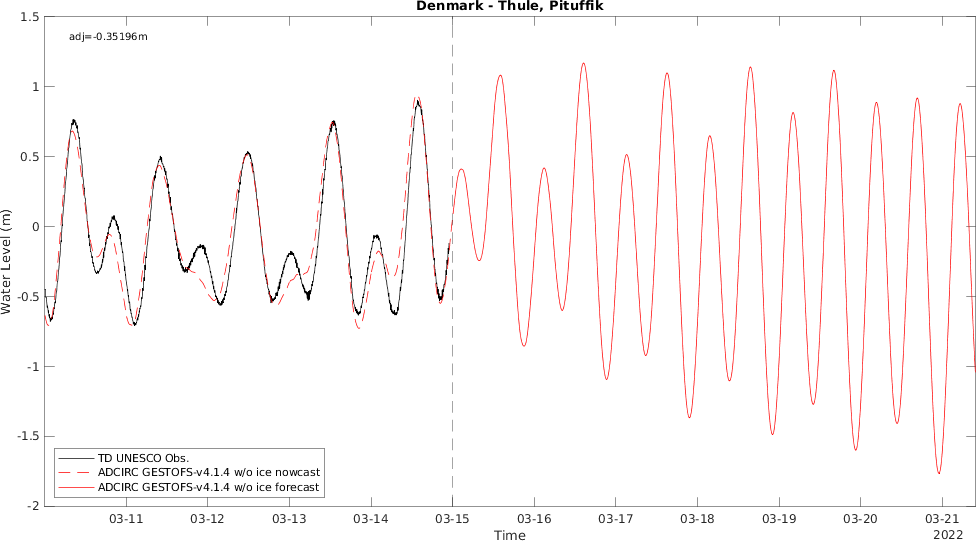 Denmark - Thule, Pituffik
adj=-0.35196m
Water Level (m)
1.5
1
0.5
0
-0.5
-1
-1.5
-2
TD UNESCO Obs.
ADCIRC GESTOFS-v4.1.4 w/o ice nowcast
ADCIRC GESTOFS-v4.1.4 w/o ice forecast
03-11 03-12 03-13 03-14 03-15 03-16 03-17 03-18 03-19 03-20 03-21
Time
2022